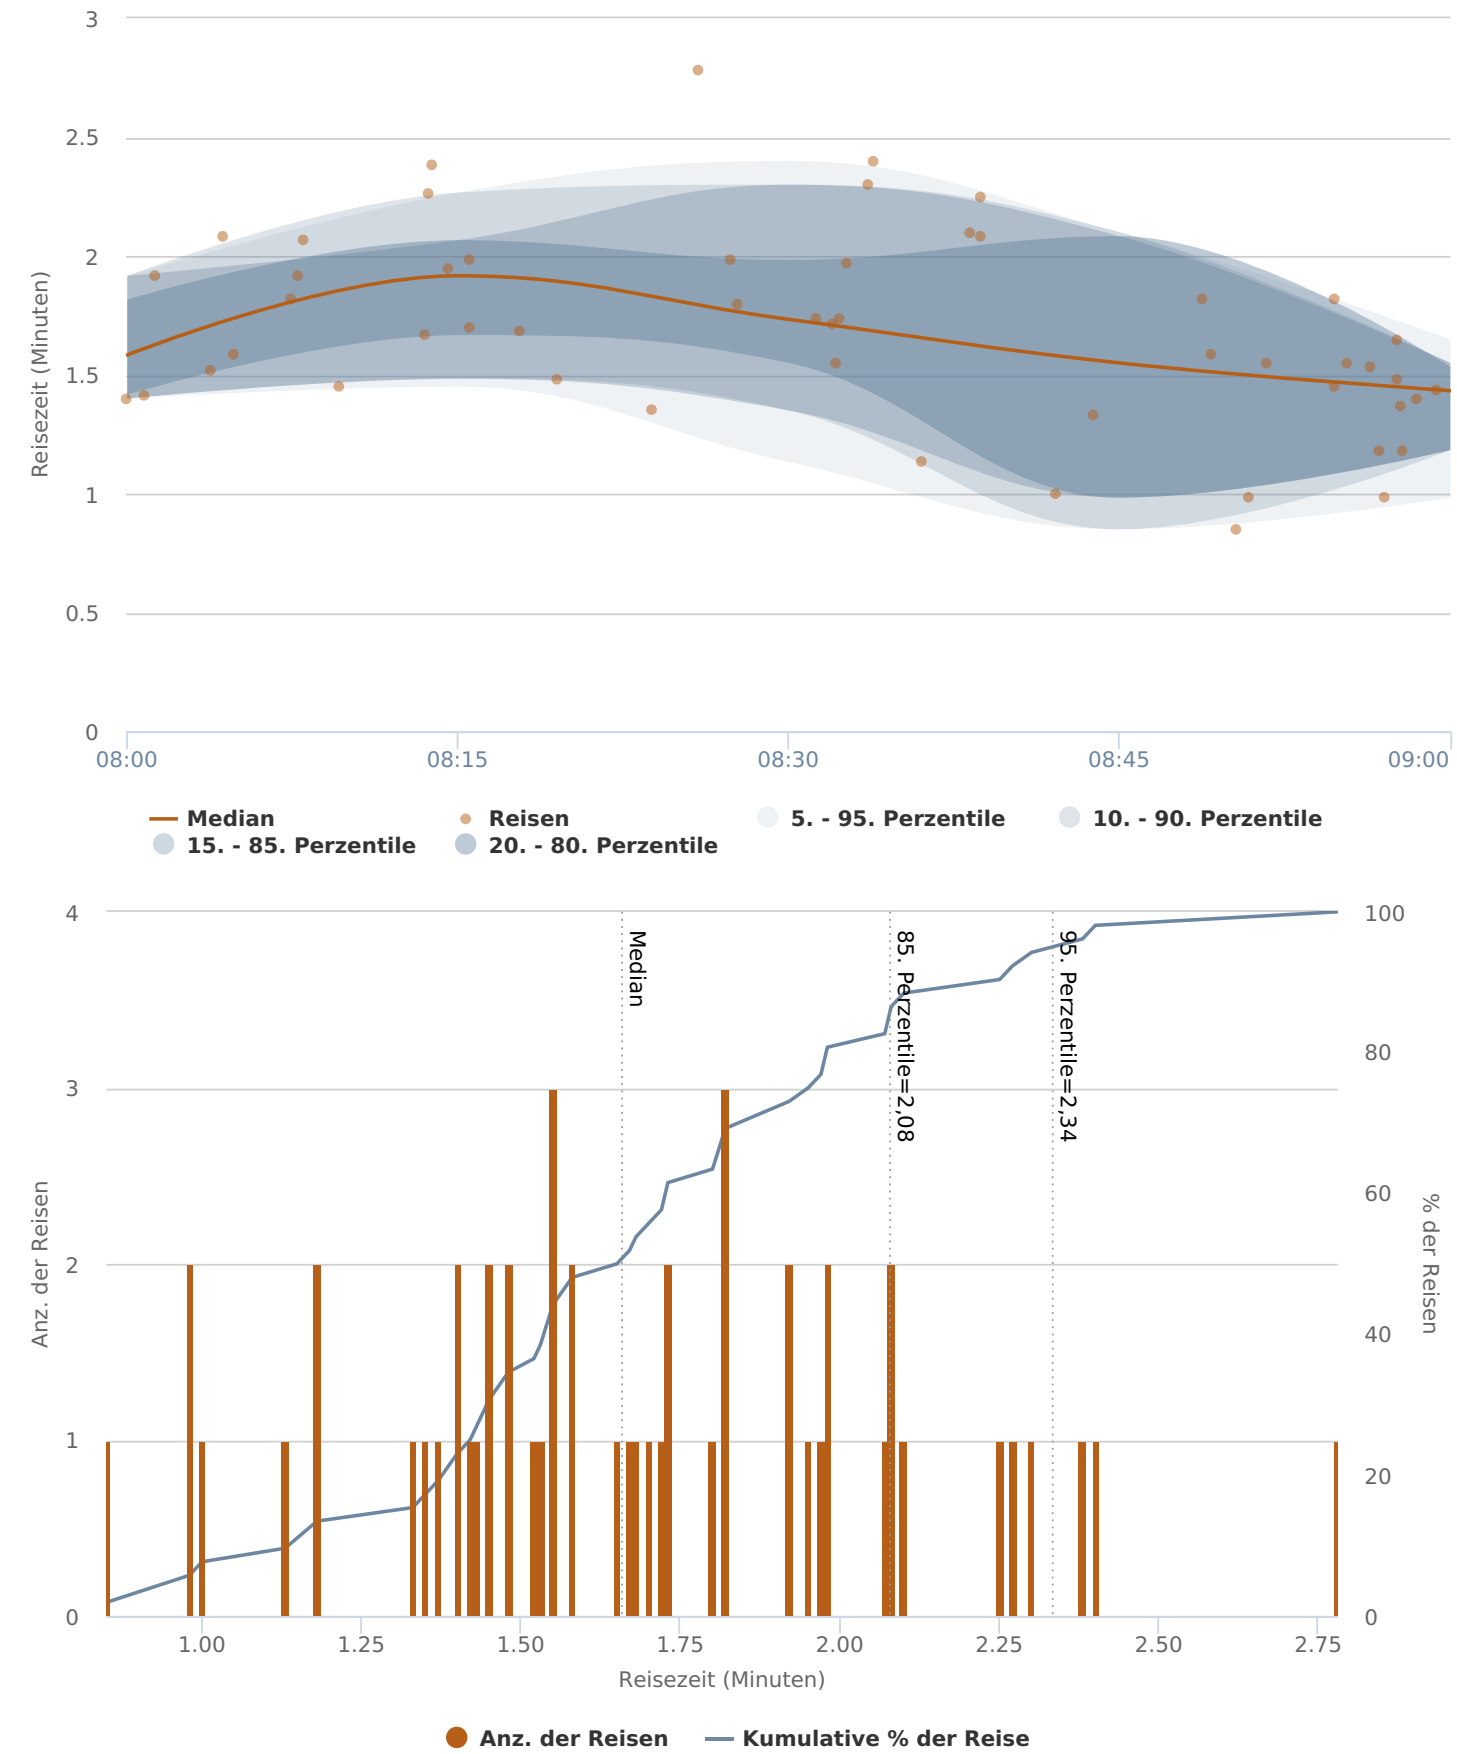 3
2.5
2
1.5
1
0.5
0
Reisezeit (Minuten)
08:00 08:15 08:30 08:45 09:00
Median Reisen 5. - 95. Perzentile 10. - 90. Perzentile
15. - 85. Perzentile 20. - 80. Perzentile
4
3
2
1
0
Anz. der Reisen
Median
85. Perzentile=2,08
95. Perzentile=2,34
100
80
60
40
20
0
% der Reisen
1.00 1.25 1.50 1.75 2.00 2.25 2.50 2.75
Reisezeit (Minuten)
Anz. der Reisen Kumulative % der Reise